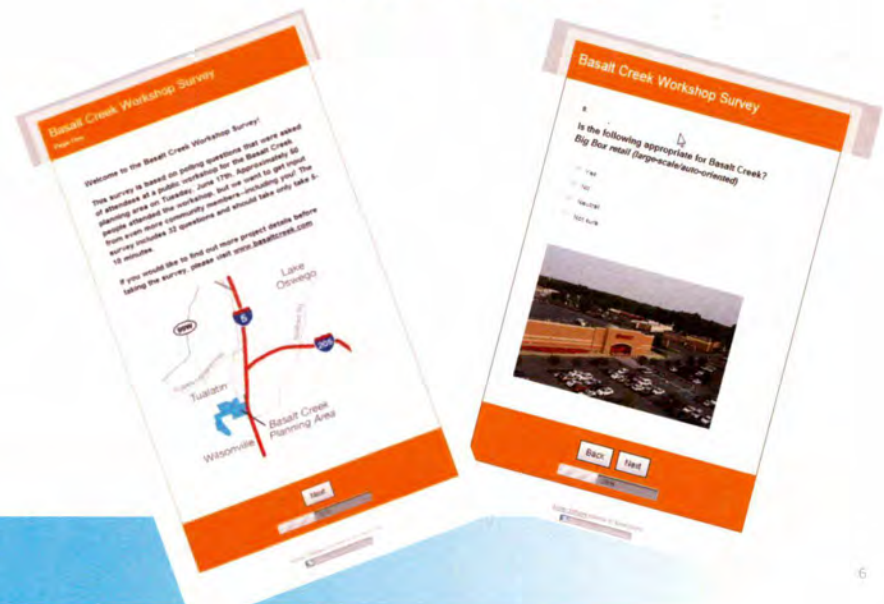 Basalt Creek Workshop Survey
Page One
Welcome to the Basalt Creek Workshop Survey!
This survey is based on polling questions that were asked
of attendees at a public workshop for the Basalt Creek
planning area on Tuesday, June 17th. Approximately 50
people attended the workshop, but we want to get input
from even more community members--including you! The
survey includes 32 questions and should take only take 5-
10 minutes.
If you would like to find out more project details before
taking the survey, please visit www.basaltcreek.com
Lake
Oswego
99W
5
205
Tualatin
Basalt Creek
Planning Area
Wilsonville
Next
Basalt Creek Workshop Survey
Is the following appropriate for Basalt Creek?
Big Box retail (large-scale/auto-oriented)
Yes
No
Neutral
Not sure
Back
Next
6